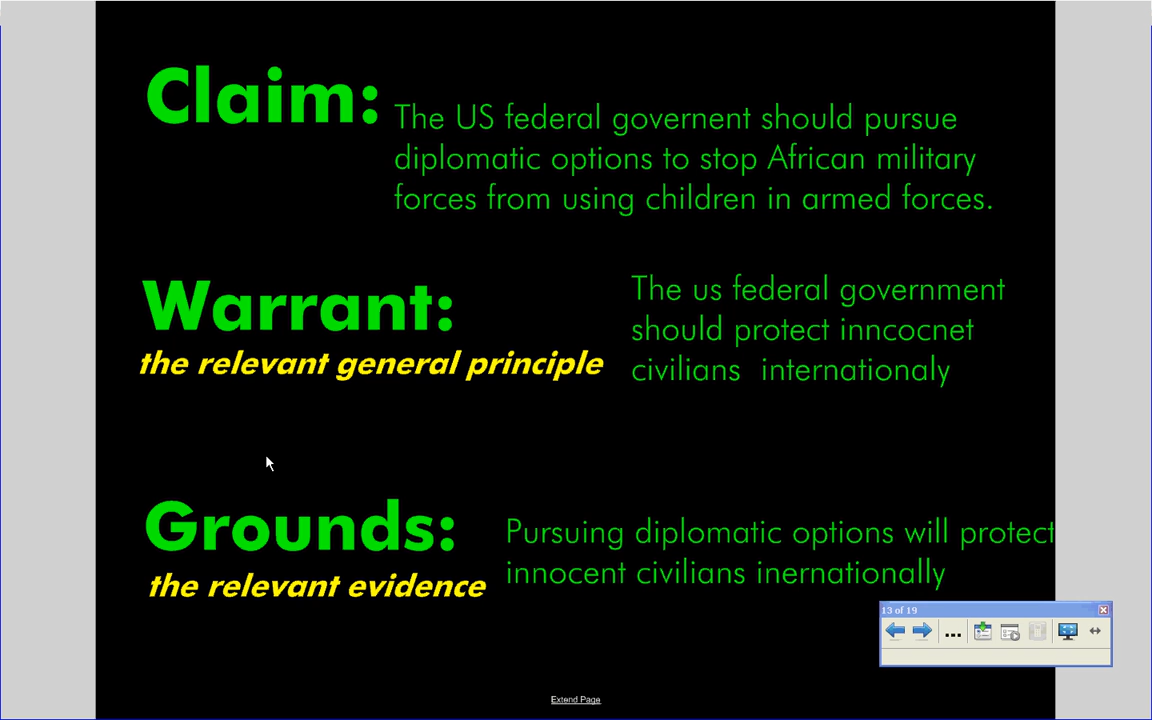 Claim:
The US federal governent should pursue
diplomatic options to stop African military
forces from using children in armed forces.
Warrant:
the relevant general principle
The us federal government
should protect inncocnet
civilians internationaly
Grounds:
the relevant evidence
Pursuing diplomatic options will protect
innocent civilians inernationally
13 of 19
...
Extend Page